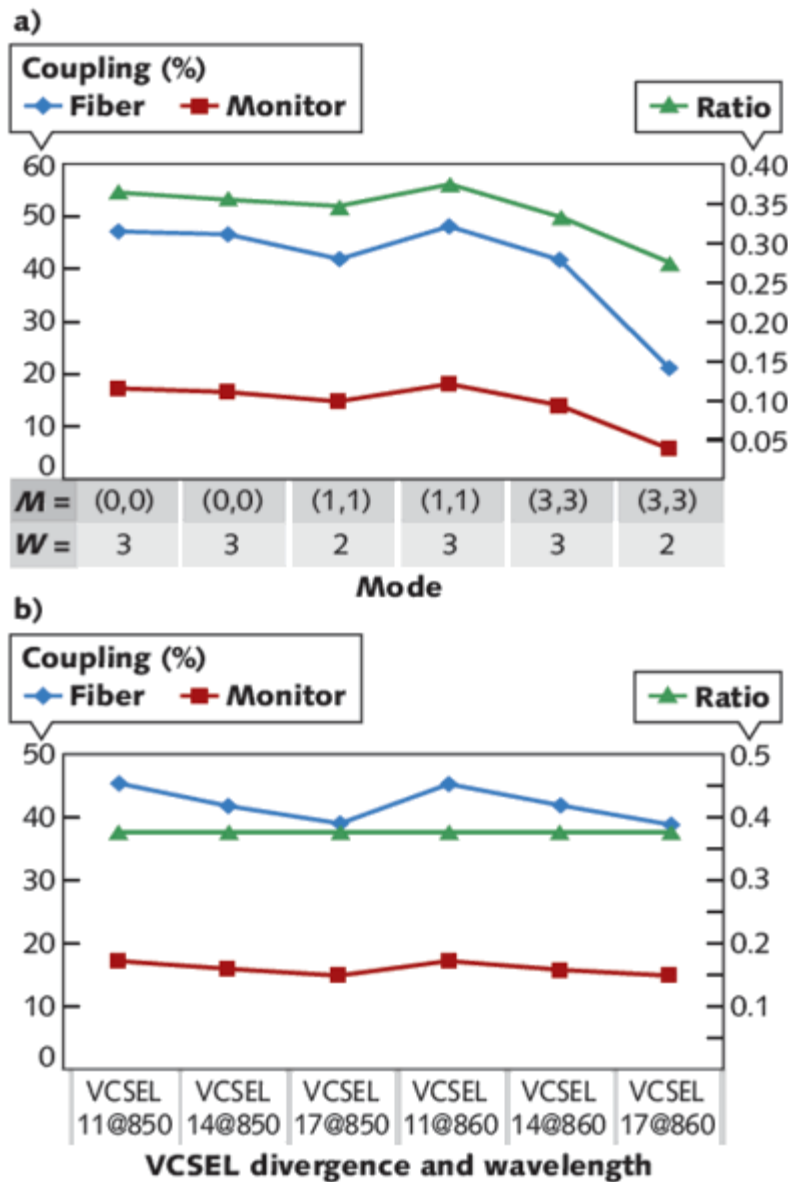 a)
Coupling (%)
Fiber Monitor
Ratio
60
50
40
30
20
10
0
0.40
0.35
0.30
0.25
0.20
0.15
0.10
0.05
M = (0,0) (0,0) (1,1) (1,1) (3,3) (3,3)
W = 3 3 2 3 3 2
Mode
b)
Coupling (%)
Fiber Monitor
Ratio
50
40
30
20
10
0
0.5
0.4
0.3
0.2
0.1
VCSEL VCSEL VCSEL VCSEL VCSEL VCSEL
11@850 14@850 17@850 11@860 14@860 17@860
VCSEL divergence and wavelength